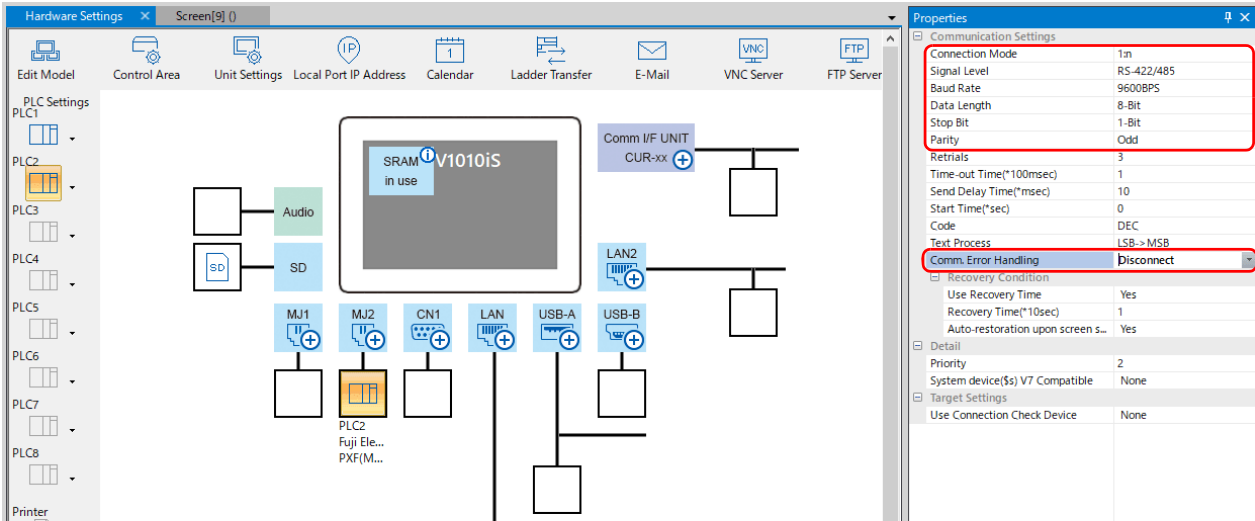 Hardware Settings
Screen[9] ()
Edit Model
Control Area
Unit Settings
Local Port IP Address
Calendar
Ladder Transfer
E-Mail
VNC Server
FTP Server
IP
1
VNC
FTP
PLC Settings
PLC1
PLC2
PLC3
PLC4
PLC5
PLC6
PLC7
PLC8
Printer
SRAM
in use
V1010iS
Comm I/F UNIT
CUR-xx
Audio
SD
SD
LAN2
MJ1
MJ2
CN1
LAN
USB-A
USB-B
PLC2
Fuji Ele...
PXF(M...
Properties
Communication Settings
Connection Mode 1:n
Signal Level RS-422/485
Baud Rate 9600BPS
Data Length 8-Bit
Stop Bit 1-Bit
Parity Odd
Retrials 3
Time-out Time(*100msec) 1
Send Delay Time(*msec) 10
Start Time(*sec) 0
Code DEC
Text Process LSB->MSB
Comm. Error Handling Disconnect
Recovery Condition
Use Recovery Time Yes
Recovery Time(*10sec) 1
Auto-restoration upon screen s... Yes
Detail
Priority 2
System device($s) V7 Compatible None
Target Settings
Use Connection Check Device None